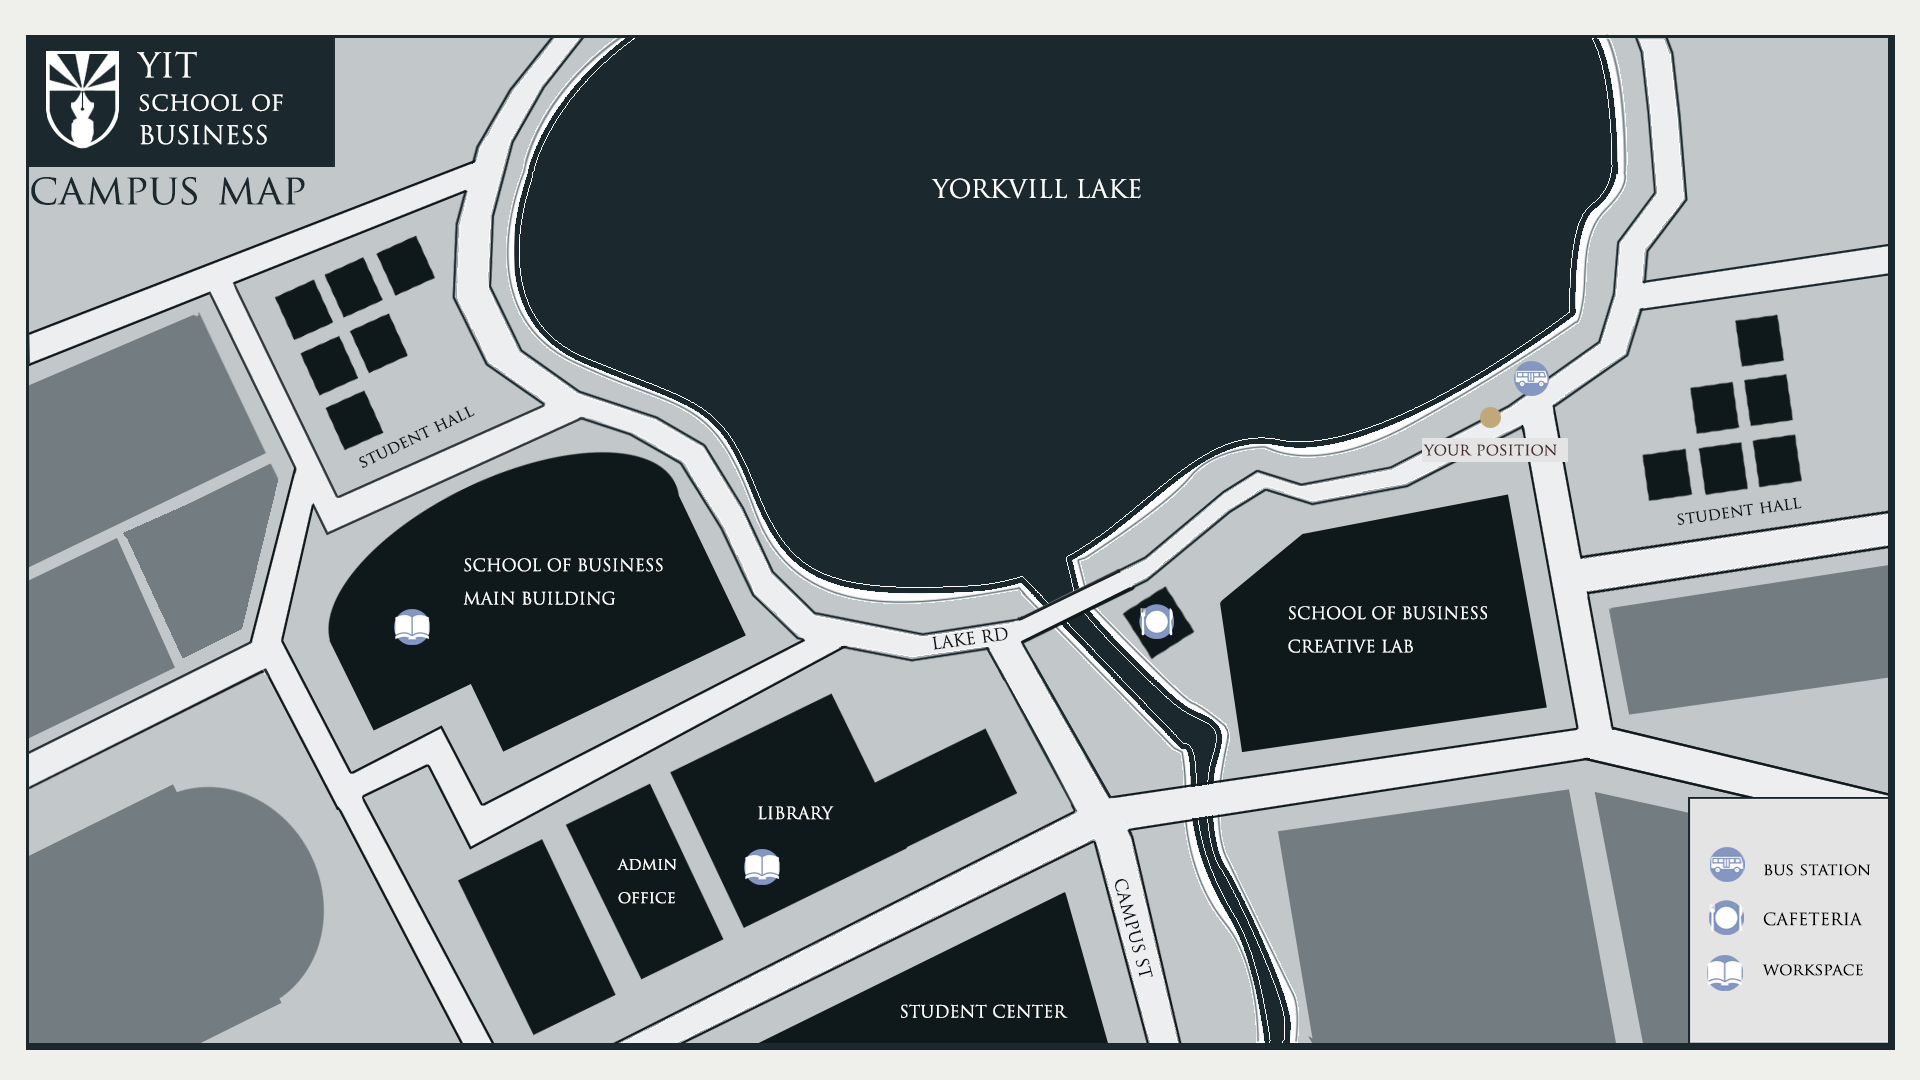 YIT
SCHOOL OF
BUSINESS
CAMPUS MAP
YORKVILL LAKE
STUDENT HALL
YOUR POSITION
STUDENT HALL
SCHOOL OF BUSINESS
MAIN BUILDING
LAKE RD
SCHOOL OF BUSINESS
CREATIVE LAB
LIBRARY
ADMIN
OFFICE
CAMPUS ST
STUDENT CENTER
BUS STATION
CAFETERIA
WORKSPACE